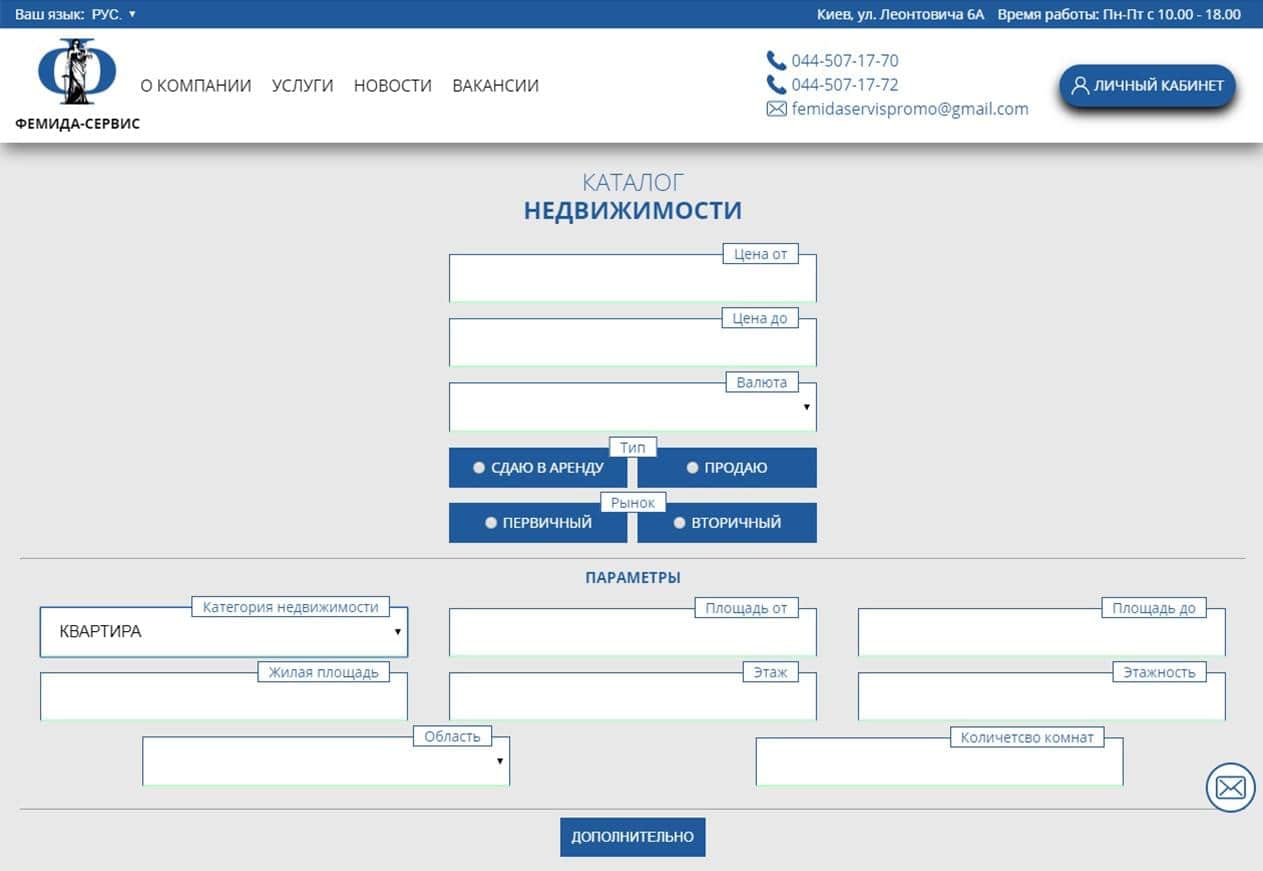 Ваш язык: РУС. ▼
Киев, ул. Леонтовича 6А Время работы: Пн-Пт с 10.00 - 18.00
ФЕМИДА-СЕРВИС
О КОМПАНИИ УСЛУГИ НОВОСТИ ВАКАНСИИ
044-507-17-70
044-507-17-72
femidaservispromo@gmail.com
ЛИЧНЫЙ КАБИНЕТ
КАТАЛОГ
НЕДВИЖИМОСТИ
Цена от
Цена до
Валюта
Тип
СДАЮ В АРЕНДУ ПРОДАЮ
Рынок
ПЕРВИЧНЫЙ ВТОРИЧНЫЙ
ПАРАМЕТРЫ
Категория недвижимости Площадь от Площадь до
КВАРТИРА
Жилая площадь Этаж Этажность
Область Количетсво комнат
ДОПОЛНИТЕЛЬНО